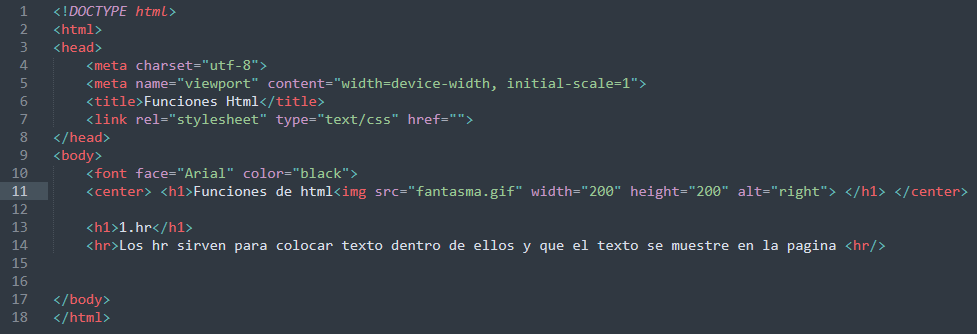 1 <!DOCTYPE html>
2 <html>
3 <head>
4     <meta charset="utf-8">
5     <meta name="viewport" content="width=device-width, initial-scale=1">
6     <title>Funciones Html</title>
7     <link rel="stylesheet" type="text/css" href="">
8 </head>
9 <body>
10     <font face="Arial" color="black">
11     <center> <h1>Funciones de html<img src="fantasma.gif" width="200" height="200" alt="right"> </h1> </center>
12
13     <h1>1.hr</h1>
14     <hr>Los hr sirven para colocar texto dentro de ellos y que el texto se muestre en la pagina <hr/>
15
16
17 </body>
18 </html>